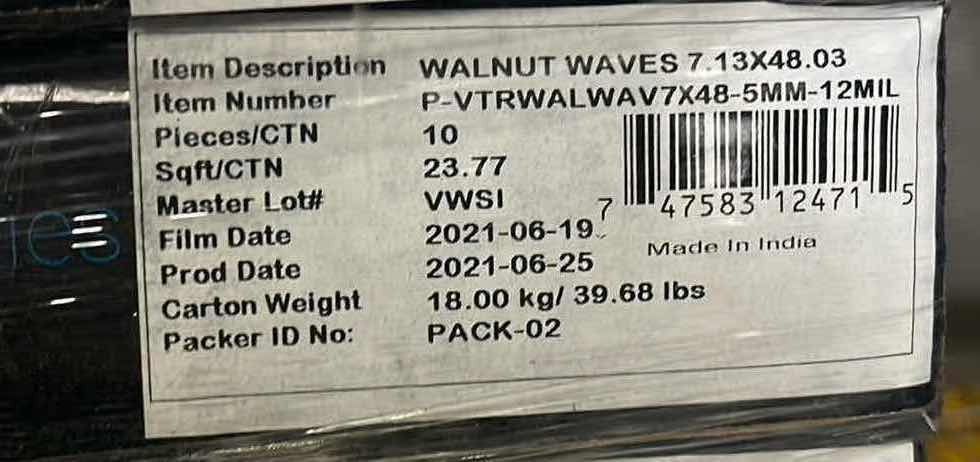 Item Description WALNUT WAVES 7.13X48.03
Item Number P-VTRWALWAV7X48-5MM-12MIL
Pieces/CTN 10
Sqft/CTN 23.77
Master Lot# VWSI
7 47583 12471 5
Film Date 2021-06-19
Made In India
Prod Date 2021-06-25
Carton Weight 18.00 kg/ 39.68 lbs
Packer ID No: PACK-02